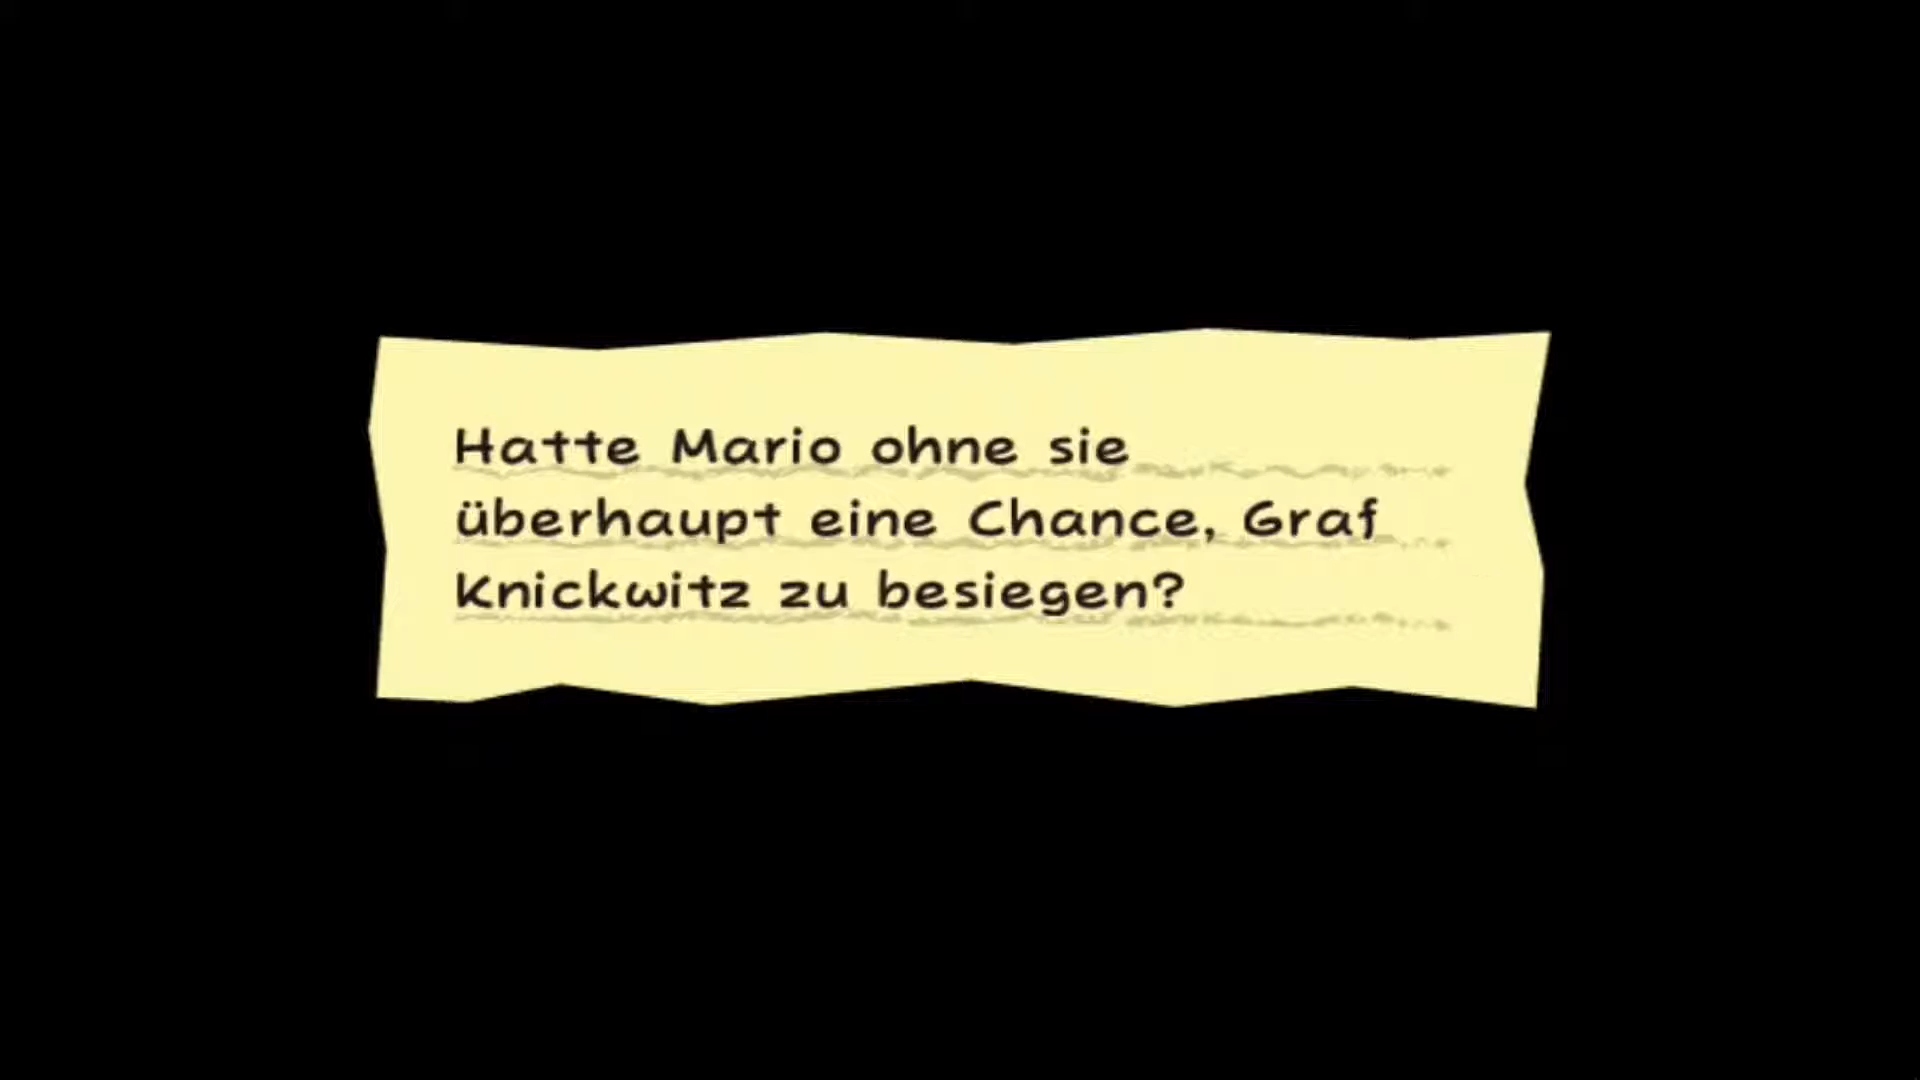 Hatte Mario ohne sie
überhaupt eine Chance, Graf
Knickwitz zu besiegen?